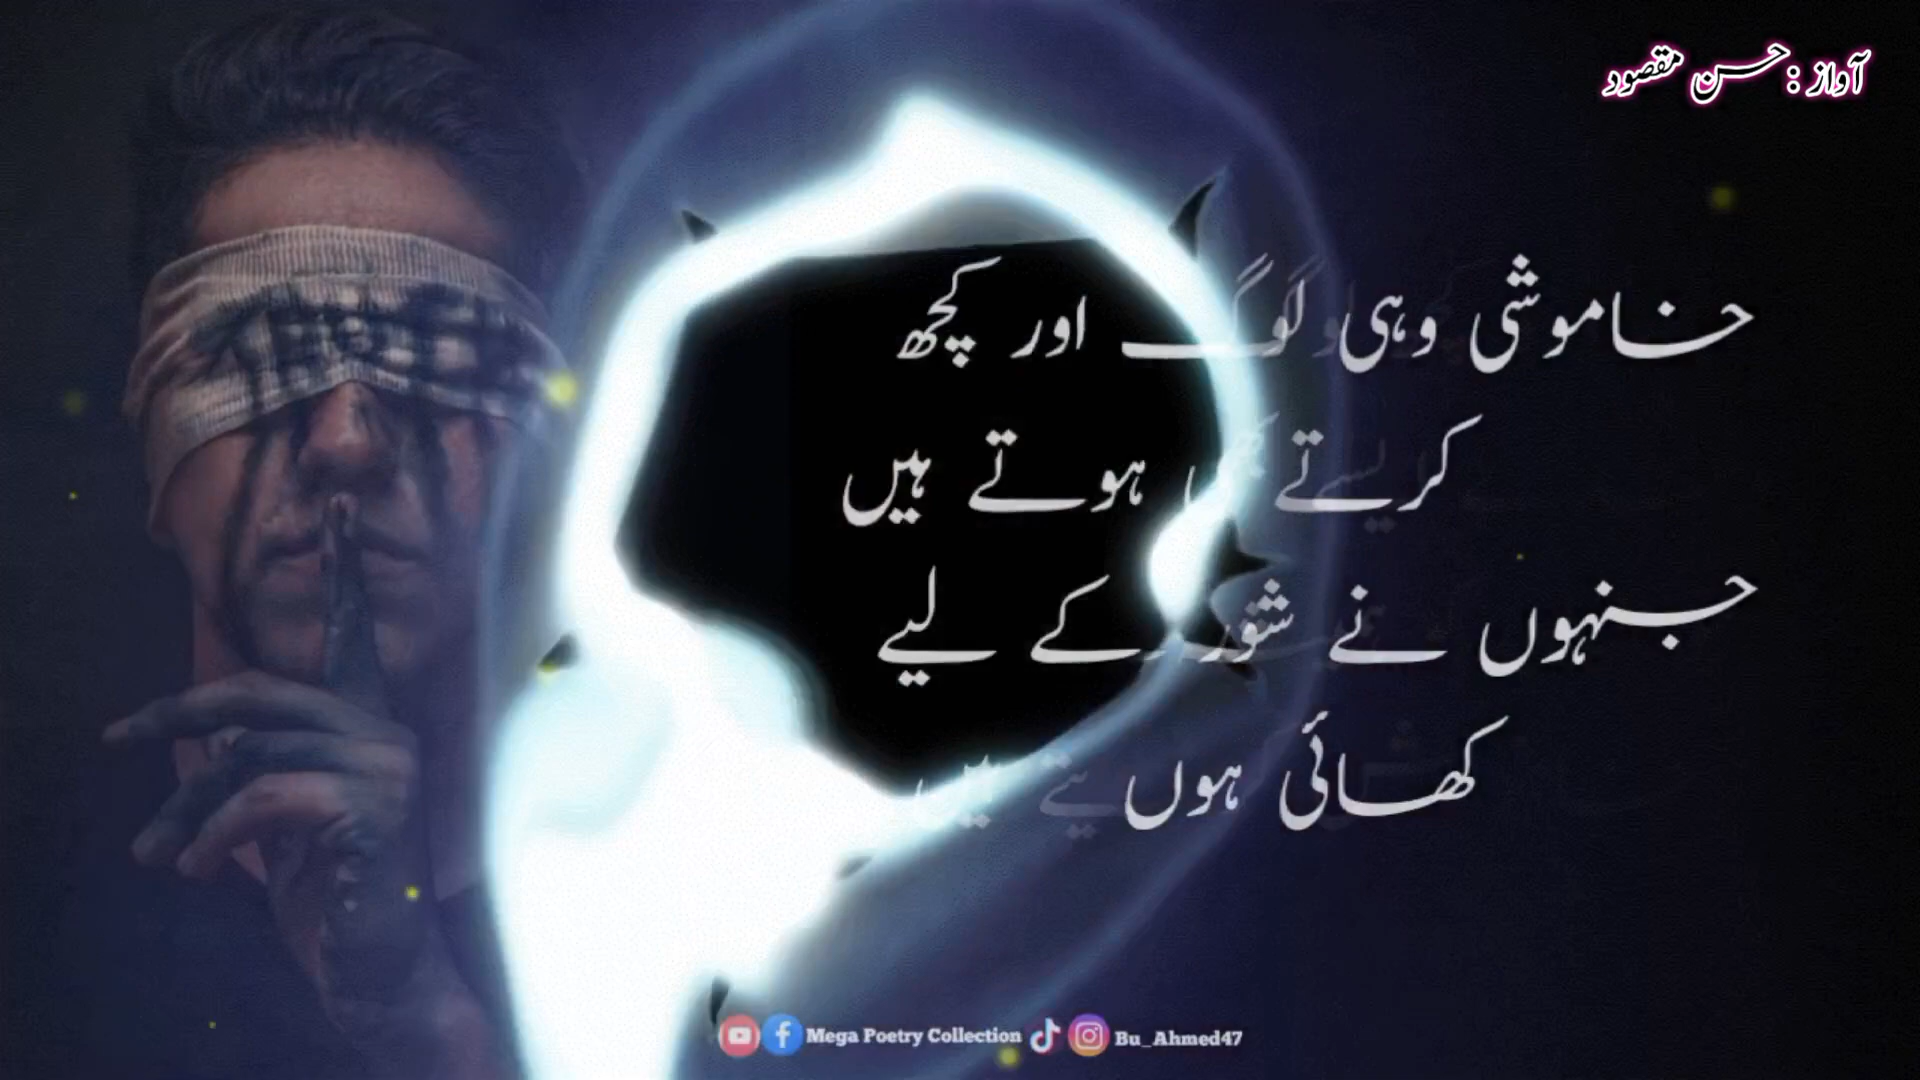 آواز : حسن مقصود
خاموشی وہی لوگ اور کچھ
کرتے ہوتے ہیں
جنہوں نے شور کے لیے
کھائی ہوں
Mega Poetry Collection Bu_Ahmed47